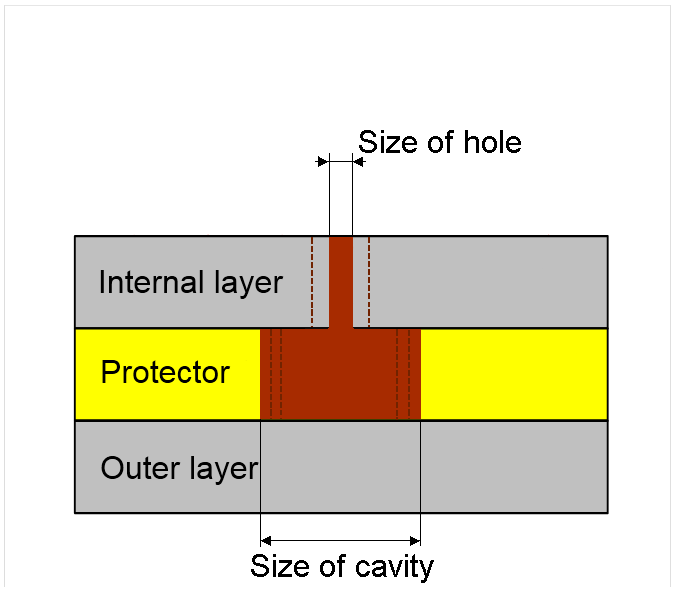 Size of hole
Internal layer
Protector
Outer layer
Size of cavity